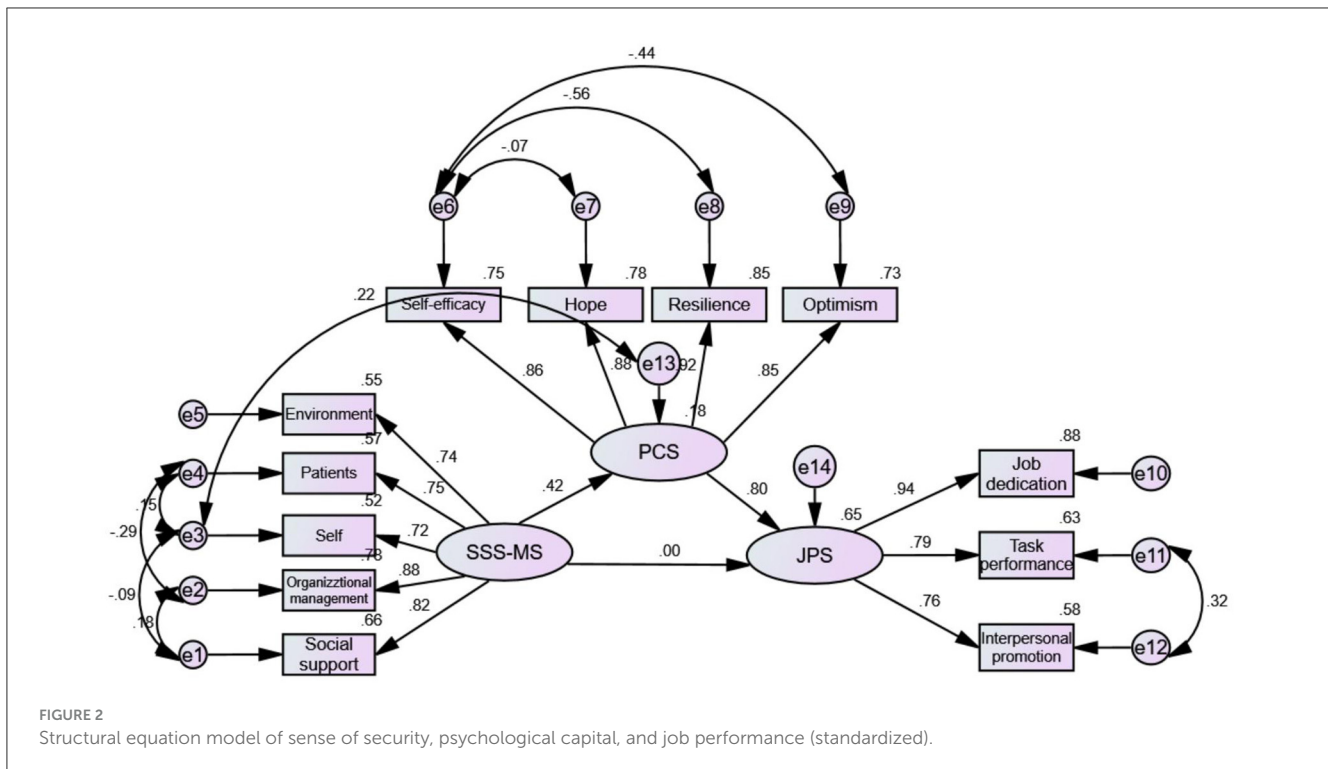 -.44
-.56
-.07
e6 e7 e8 e9
.75 .78 .85 .73
.22
Self-efficacy Hope Resilience Optimism
e13
.86 .88 .92 .85
.55
.18
e5 Environment
PCS
.57
.88
e4 Patients
.74
.42
.80
e14
.94
Job
dedication
e10
.15
.75
.52
.65
.63
-.29
e3 Self
.72
SSS-MS
.00
JPS
.79
Task
performance
e11
.78
.88
-.09
e2
Organizztional
management
.82
.76
.58
.32
.18
.66
e1
Social
support
Interpersonal
promotion
e12
FIGURE 2
Structural equation model of sense of security, psychological capital, and job performance (standardized).